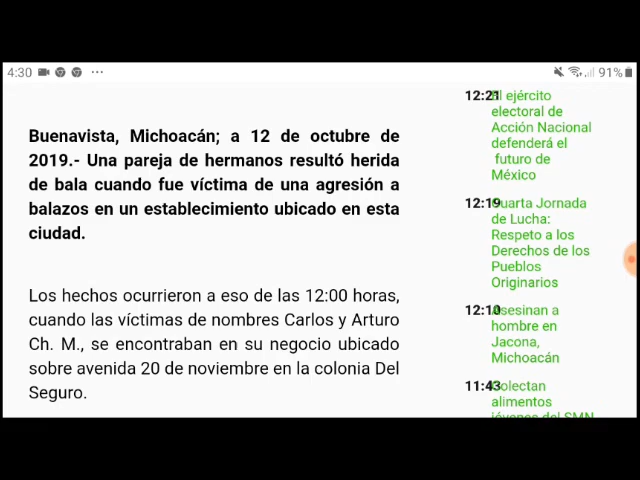 4:30 ... 91%
Buenavista, Michoacán; a 12 de octubre de
2019.- Una pareja de hermanos resultó herida
de bala cuando fue víctima de una agresión a
balazos en un establecimiento ubicado en esta
ciudad.
Los hechos ocurrieron a eso de las 12:00 horas,
cuando las víctimas de nombres Carlos y Arturo
Ch. M., se encontraban en su negocio ubicado
sobre avenida 20 de noviembre en la colonia Del
Seguro.
12:21 El ejército
electoral de
Acción Nacional
defenderá el
futuro de
México
12:19 Cuarta Jornada
de Lucha:
Respeto a los
Derechos de los
Pueblos
Originarios
12:10 Asesinan a
hombre en
Jacona,
Michoacán
11:43 Colectan
alimentos
jóvenes del SMN